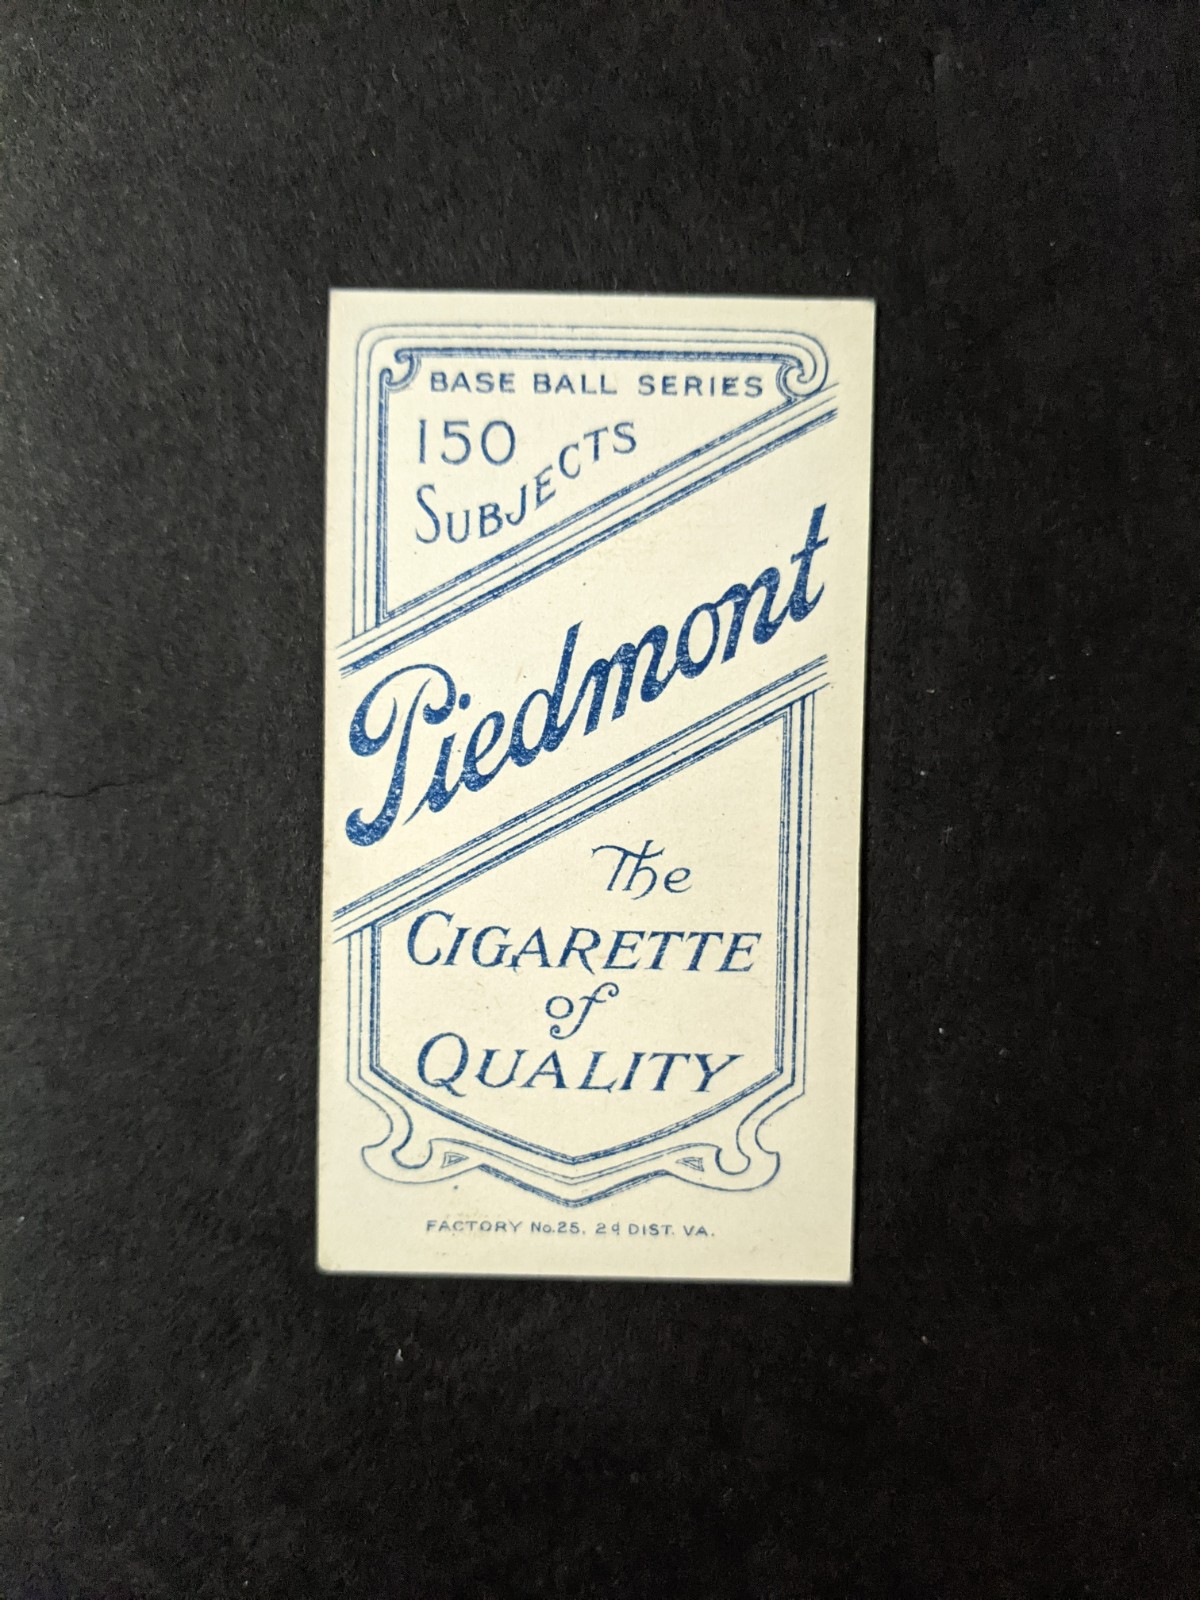 BASE BALL SERIES
150
SUBJECTS
Piedmont
The
CIGARETTE
of
QUALITY
FACTORY No.25, 2d DIST. VA.